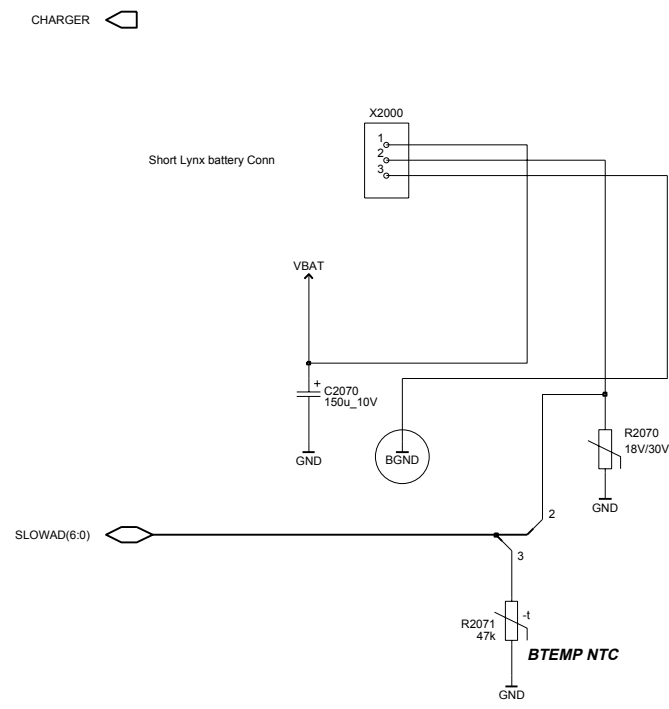 CHARGER
X2000
1
2
3
Short Lynx battery Conn
VBAT
+
C2070
150u_10V
GND
BGND
R2070
18V/30V
GND
SLOWAD(6:0)
2
3
-t
R2071
47k
BTEMP NTC
GND